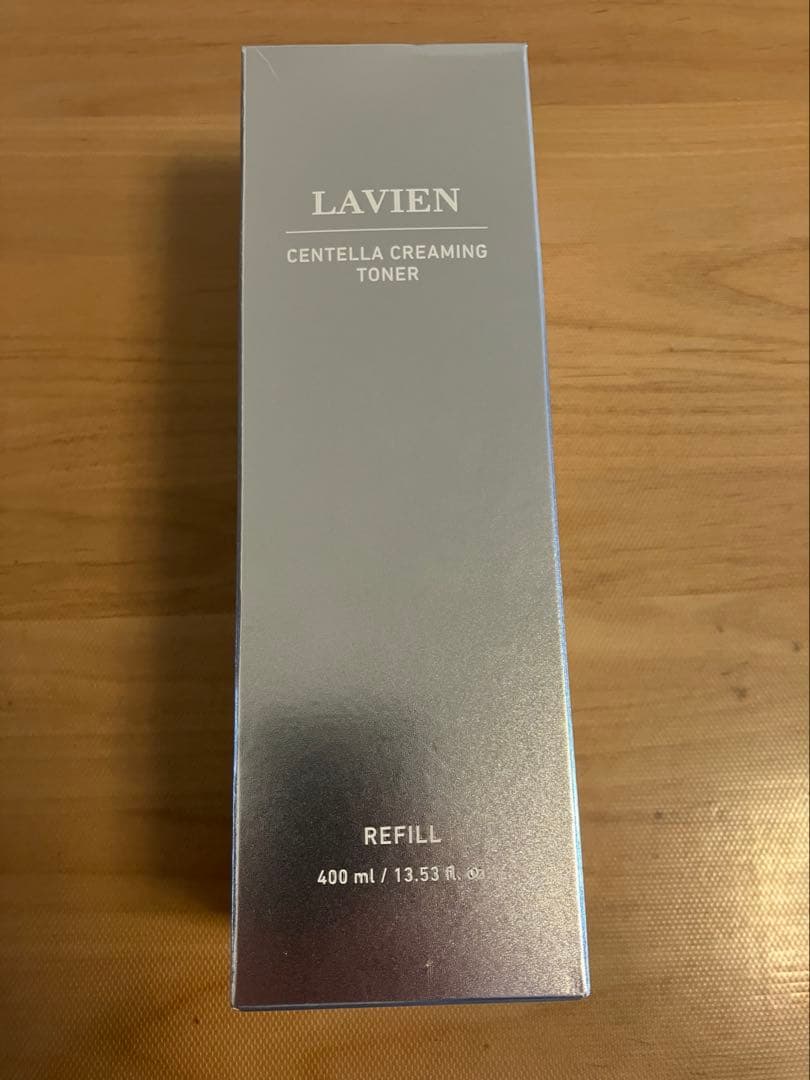 LAVIEN
CENTELLA CREAMING
TONER
REFILL
400 ml / 13.53 fl. oz